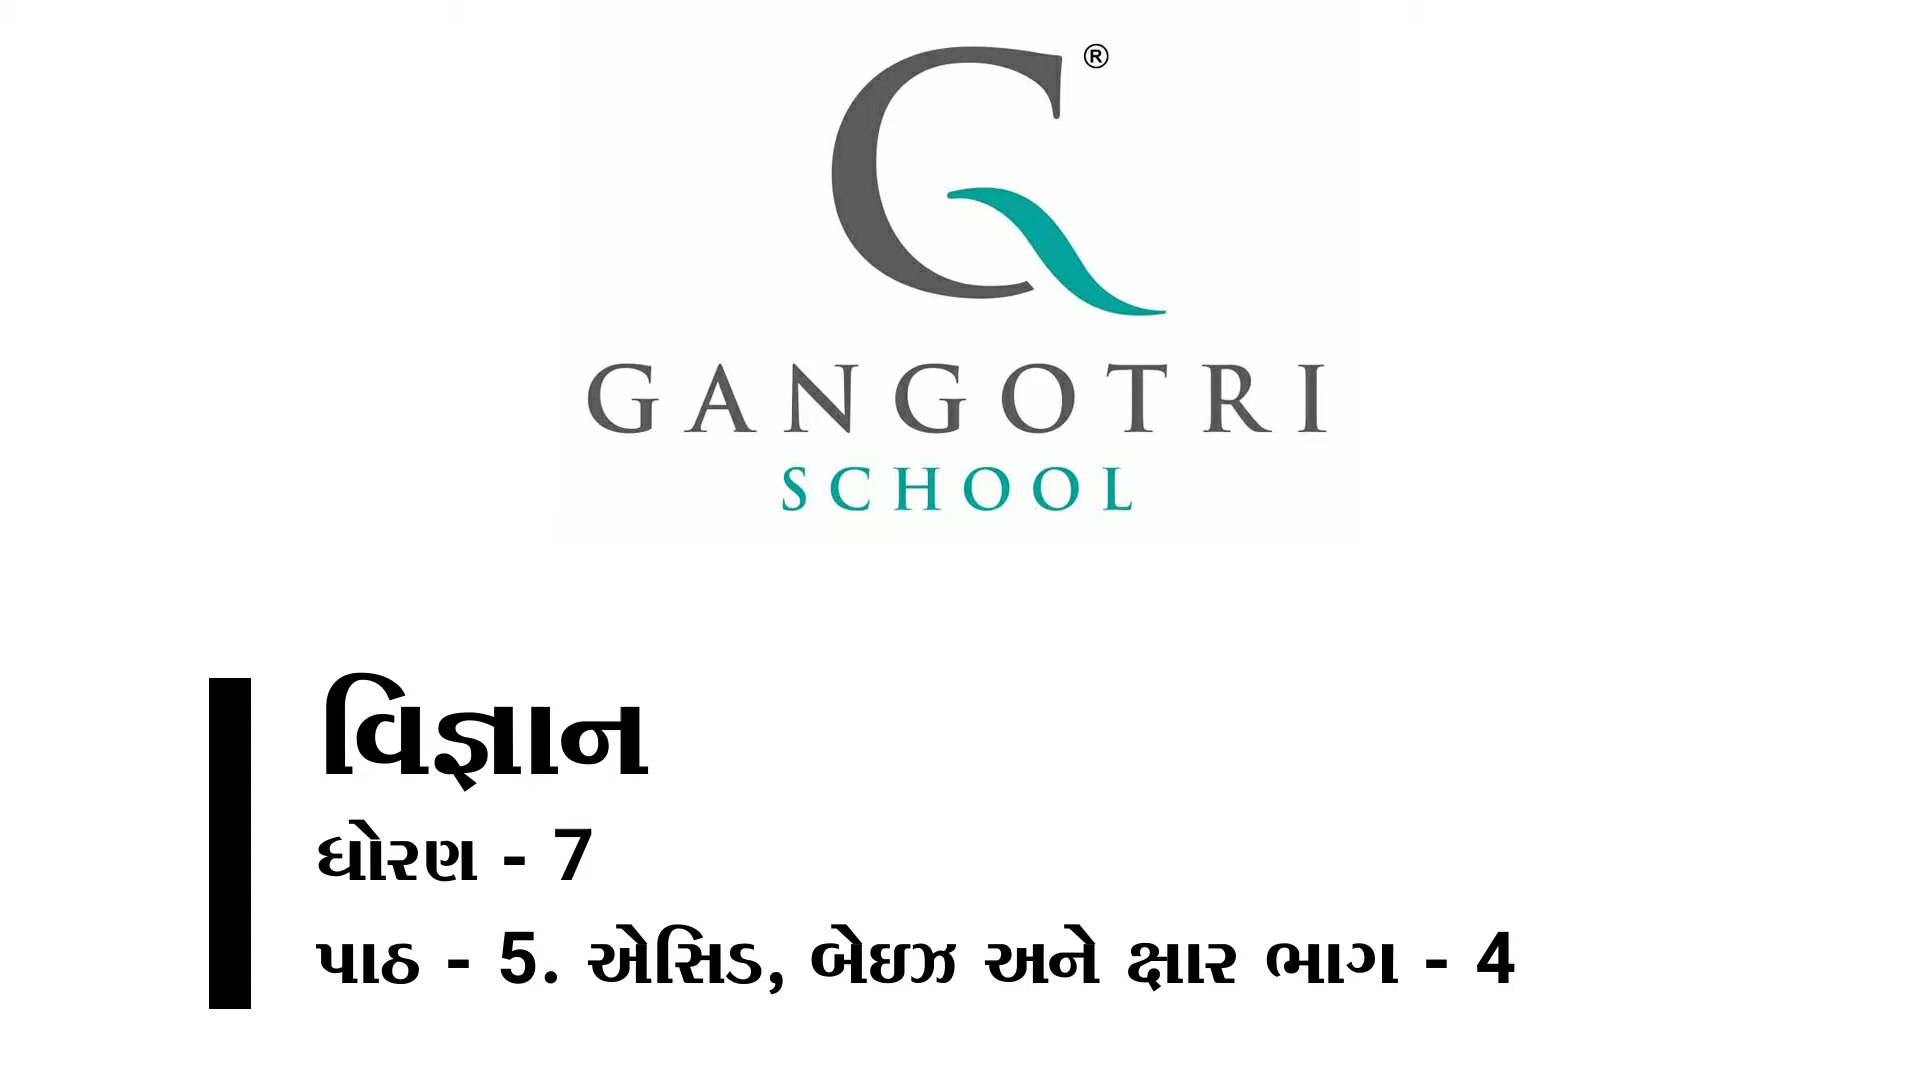 ®
GANGOTRI
SCHOOL
વિજ્ઞાન
ધોરણ - 7
પાઠ - 5. એસિડ, બેઇઝ અને ક્ષાર ભાગ - 4